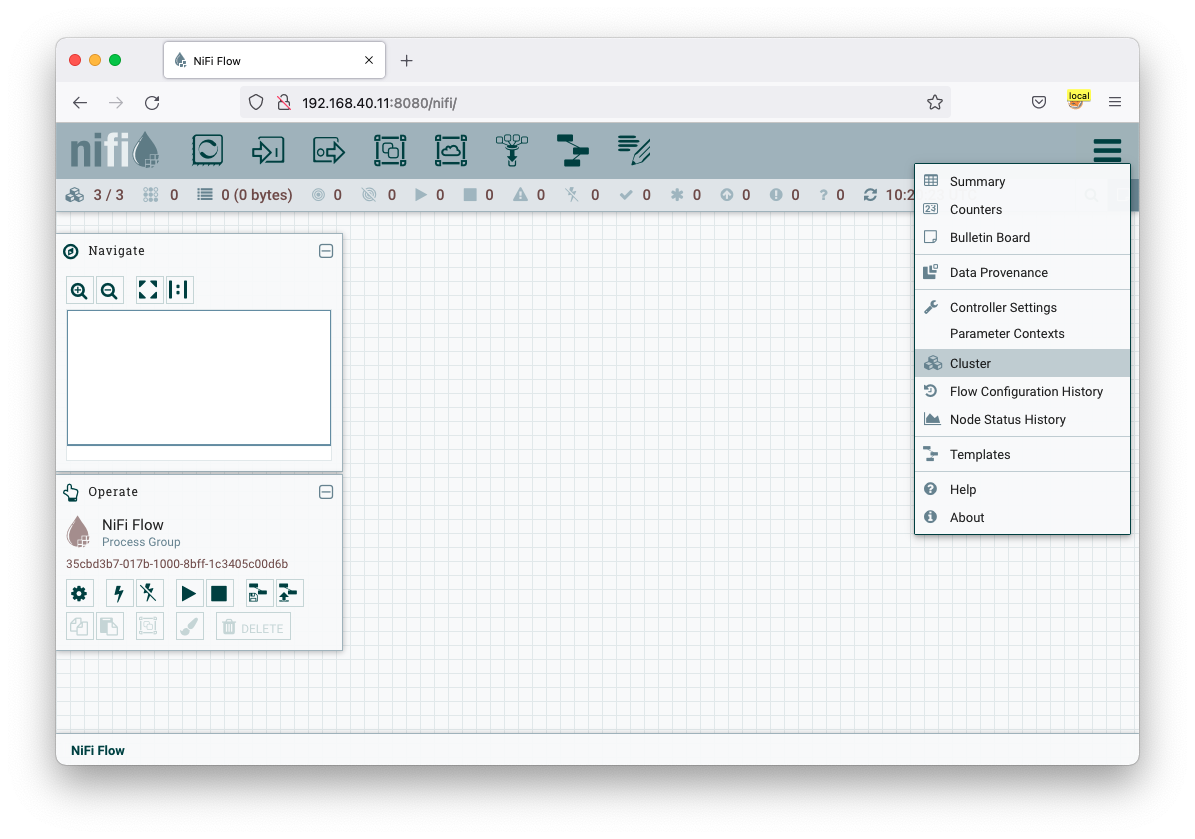 NiFi Flow
192.168.40.11:8080/nifi/
local
nifi
3 / 3 0 0 (0 bytes) 0 0 0 0 0 0 0 0 0 0 0 10:2
Summary
23 Counters
Bulletin Board
Data Provenance
Controller Settings
Parameter Contexts
Cluster
Flow Configuration History
Node Status History
Templates
Help
About
Navigate
Operate
NiFi Flow
Process Group
35cbd3b7-017b-1000-8bff-1c3405c00d6b
DELETE
NiFi Flow